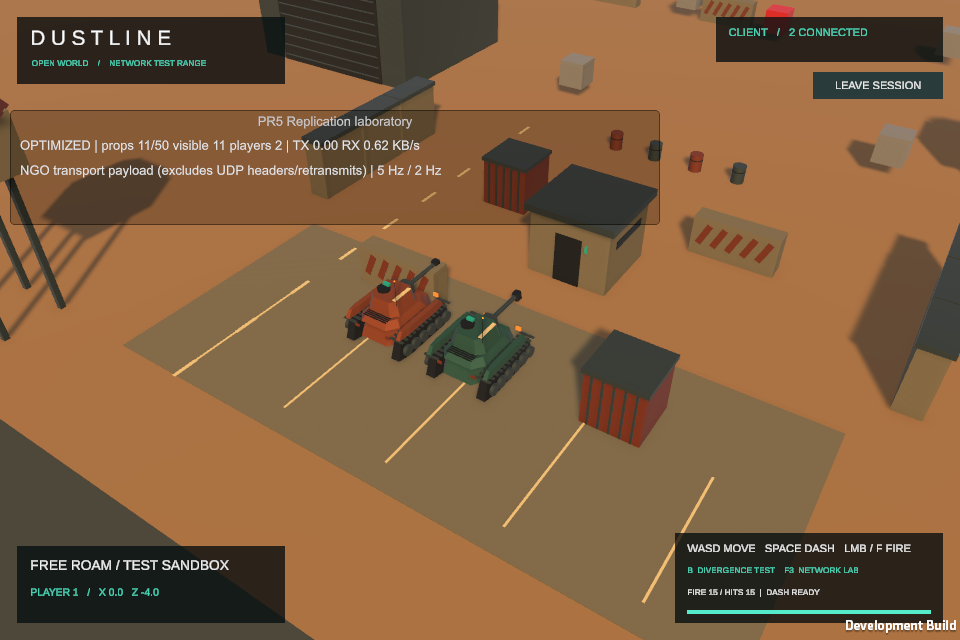 DUSTLINE
OPEN WORLD / NETWORK TEST RANGE
CLIENT / 2 CONNECTED
LEAVE SESSION
PR5 Replication laboratory
OPTIMIZED | props 11/50 visible 11 players 2 | TX 0.00 RX 0.62 KB/s
NGO transport payload (excludes UDP headers/retransmits) | 5 Hz / 2 Hz
FREE ROAM / TEST SANDBOX
PLAYER 1 / X 0.0 Z -4.0
WASD MOVE SPACE DASH LMB / F FIRE
B DIVERGENCE TEST F3 NETWORK LAB
FIRE 15 / HITS 15 | DASH READY
Development Build